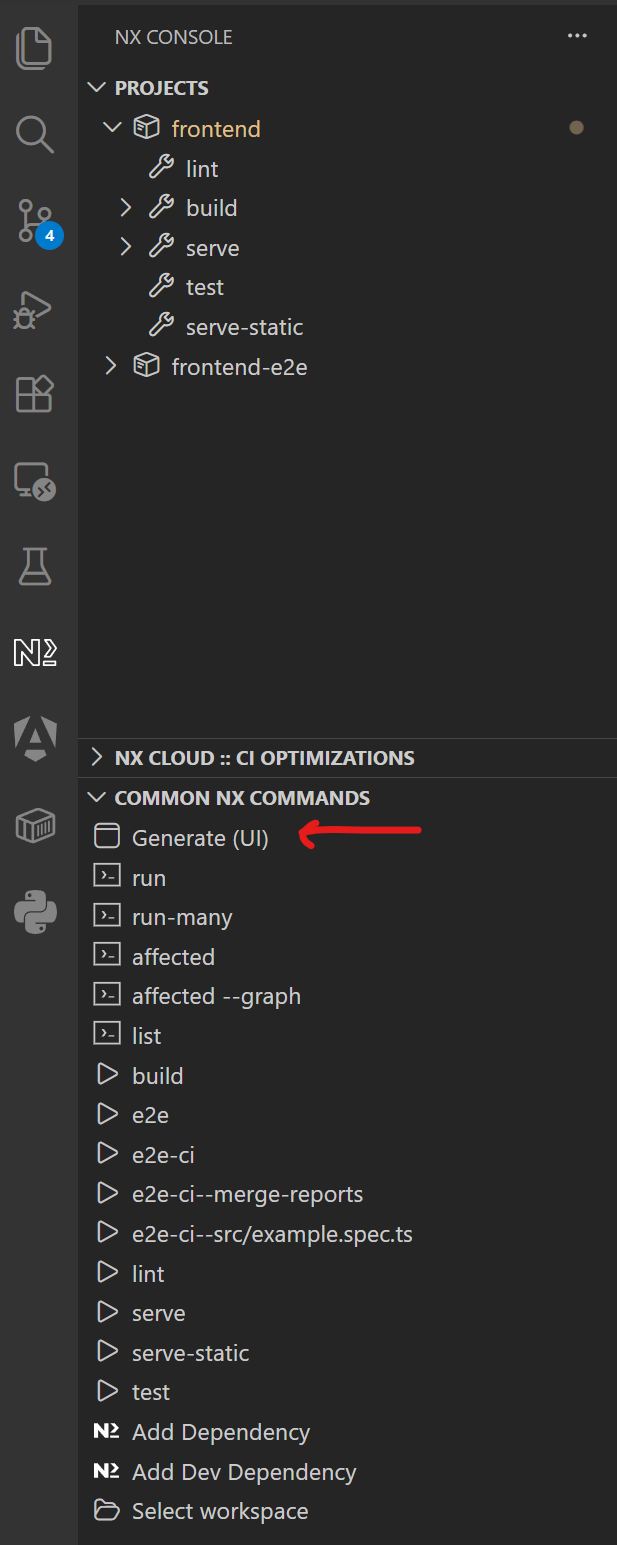 NX CONSOLE
PROJECTS
frontend
lint
build
4
serve
test
serve-static
frontend-e2e
NX CLOUD :: CI OPTIMIZATIONS
COMMON NX COMMANDS
Generate (UI)
run
run-many
affected
affected --graph
list
build
e2e
e2e-ci
e2e-ci--merge-reports
e2e-ci--src/example.spec.ts
lint
serve
serve-static
test
Add Dependency
Add Dev Dependency
Select workspace